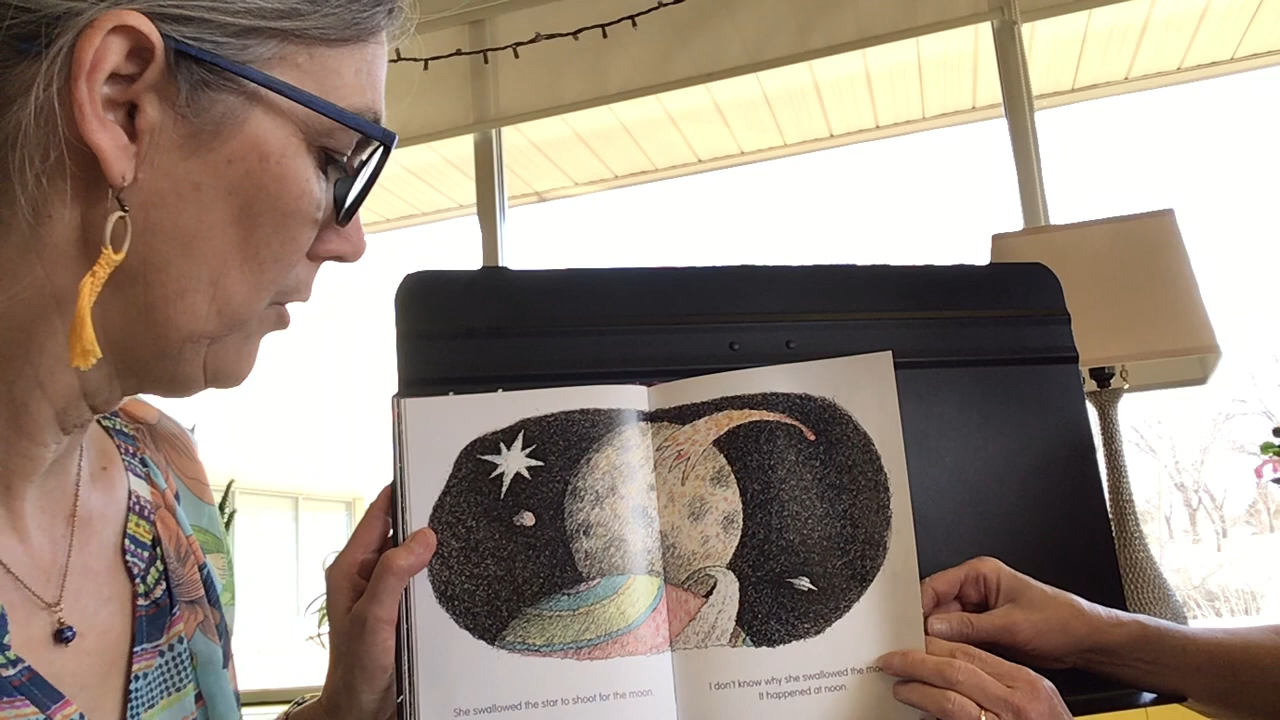 She swallowed the star to shoot for the moon.
I don't know why she swallowed the
It happened at noon.